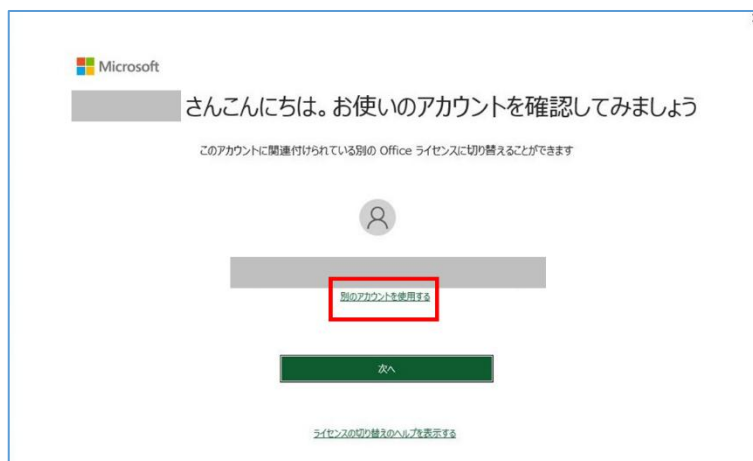 Microsoft
さんこんにちは。お使いのアカウントを確認してみましょう
このアカウントに関連付けられている別の Office ライセンスに切り替えることができます
別のアカウントを使用する
次へ
ライセンスの切り替えのヘルプを表示する